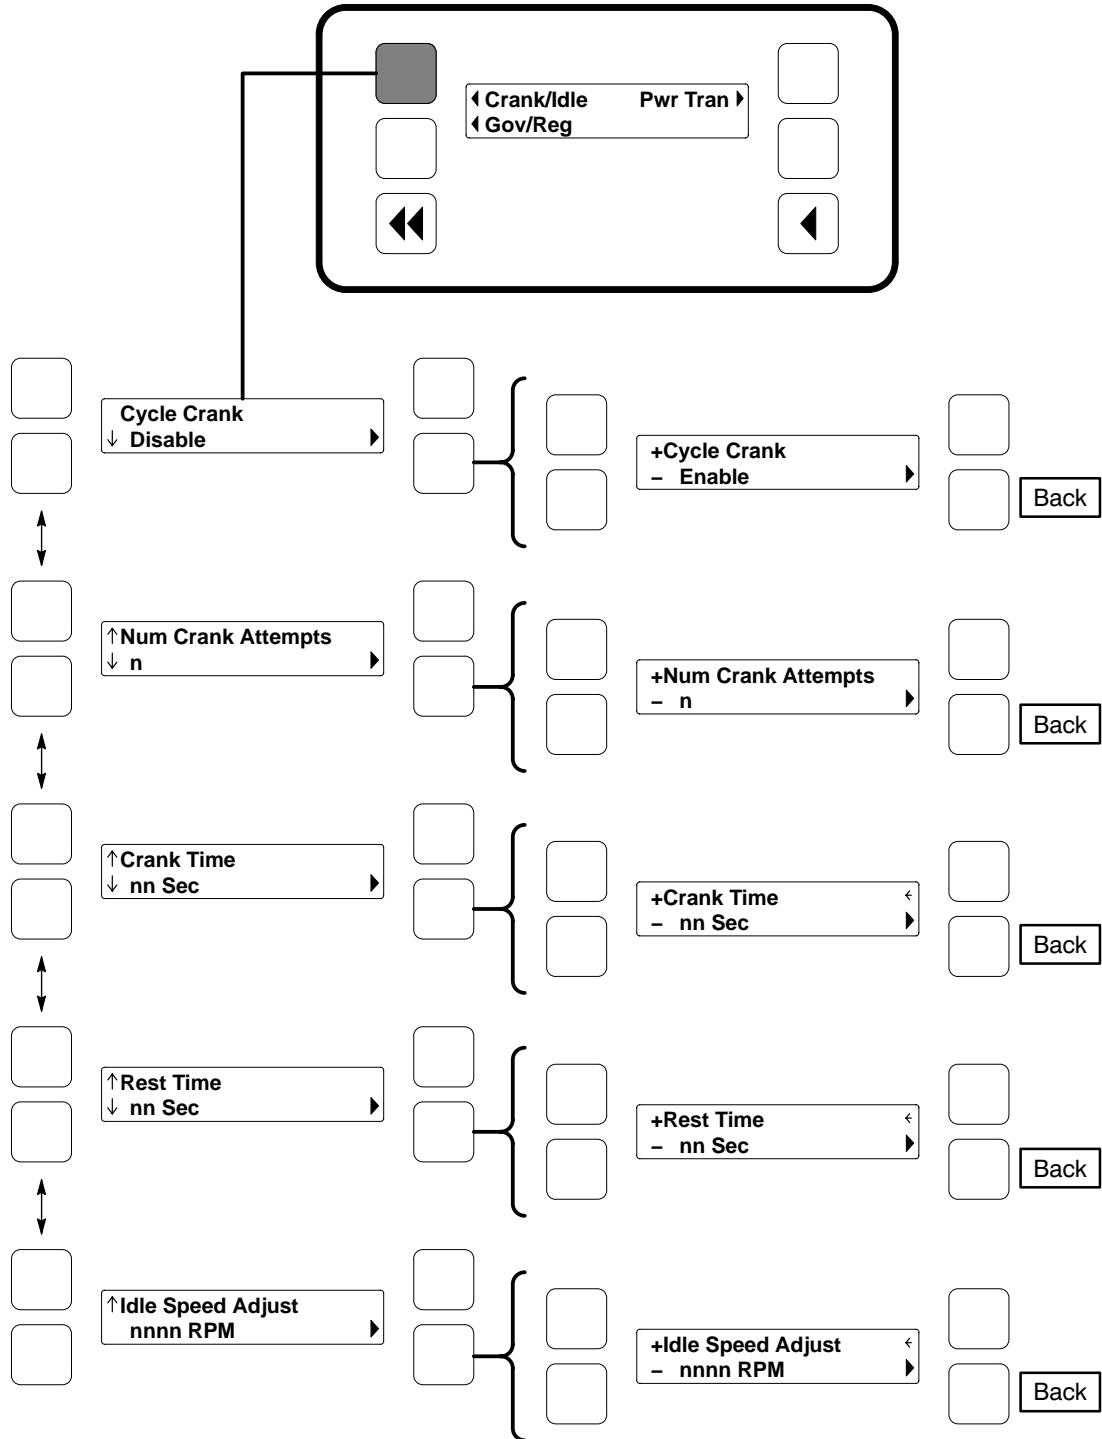 Crank/Idle Pwr Tran
Gov/Reg
Cycle Crank
↓ Disable
+Cycle Crank
– Enable
Back
↑Num Crank Attempts
↓ n
+Num Crank Attempts
– n
Back
↑Crank Time
↓ nn Sec
+Crank Time ←
– nn Sec
Back
↑Rest Time
↓ nn Sec
+Rest Time ←
– nn Sec
Back
↑Idle Speed Adjust
nnnn RPM
+Idle Speed Adjust ←
– nnnn RPM
Back